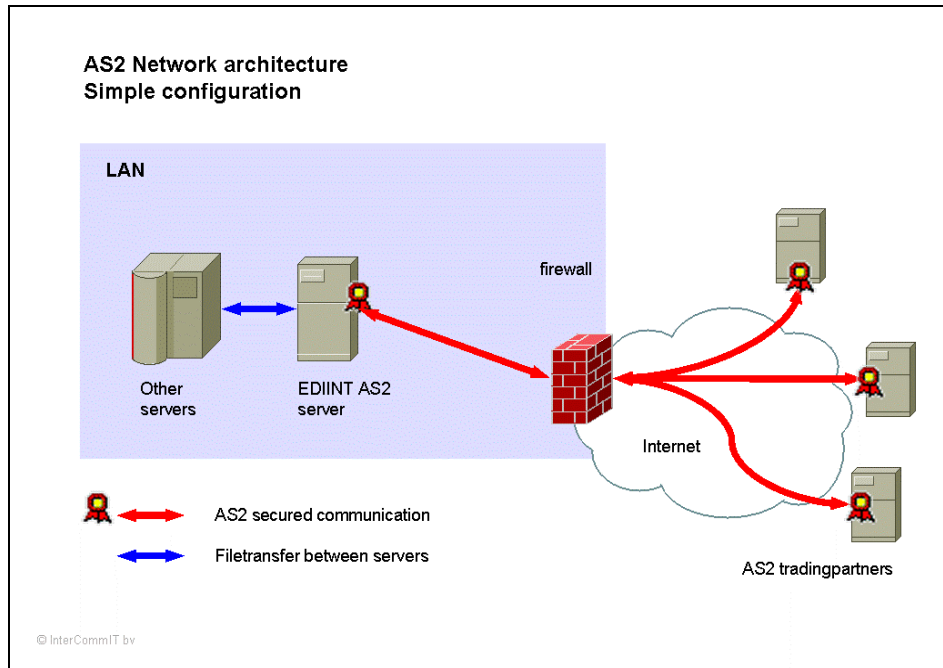 AS2 Network architecture
Simple configuration
LAN
firewall
Other
servers
EDIINT AS2
server
Internet
AS2 secured communication
Filetransfer between servers
AS2 tradingpartners
© InterCommIT bv